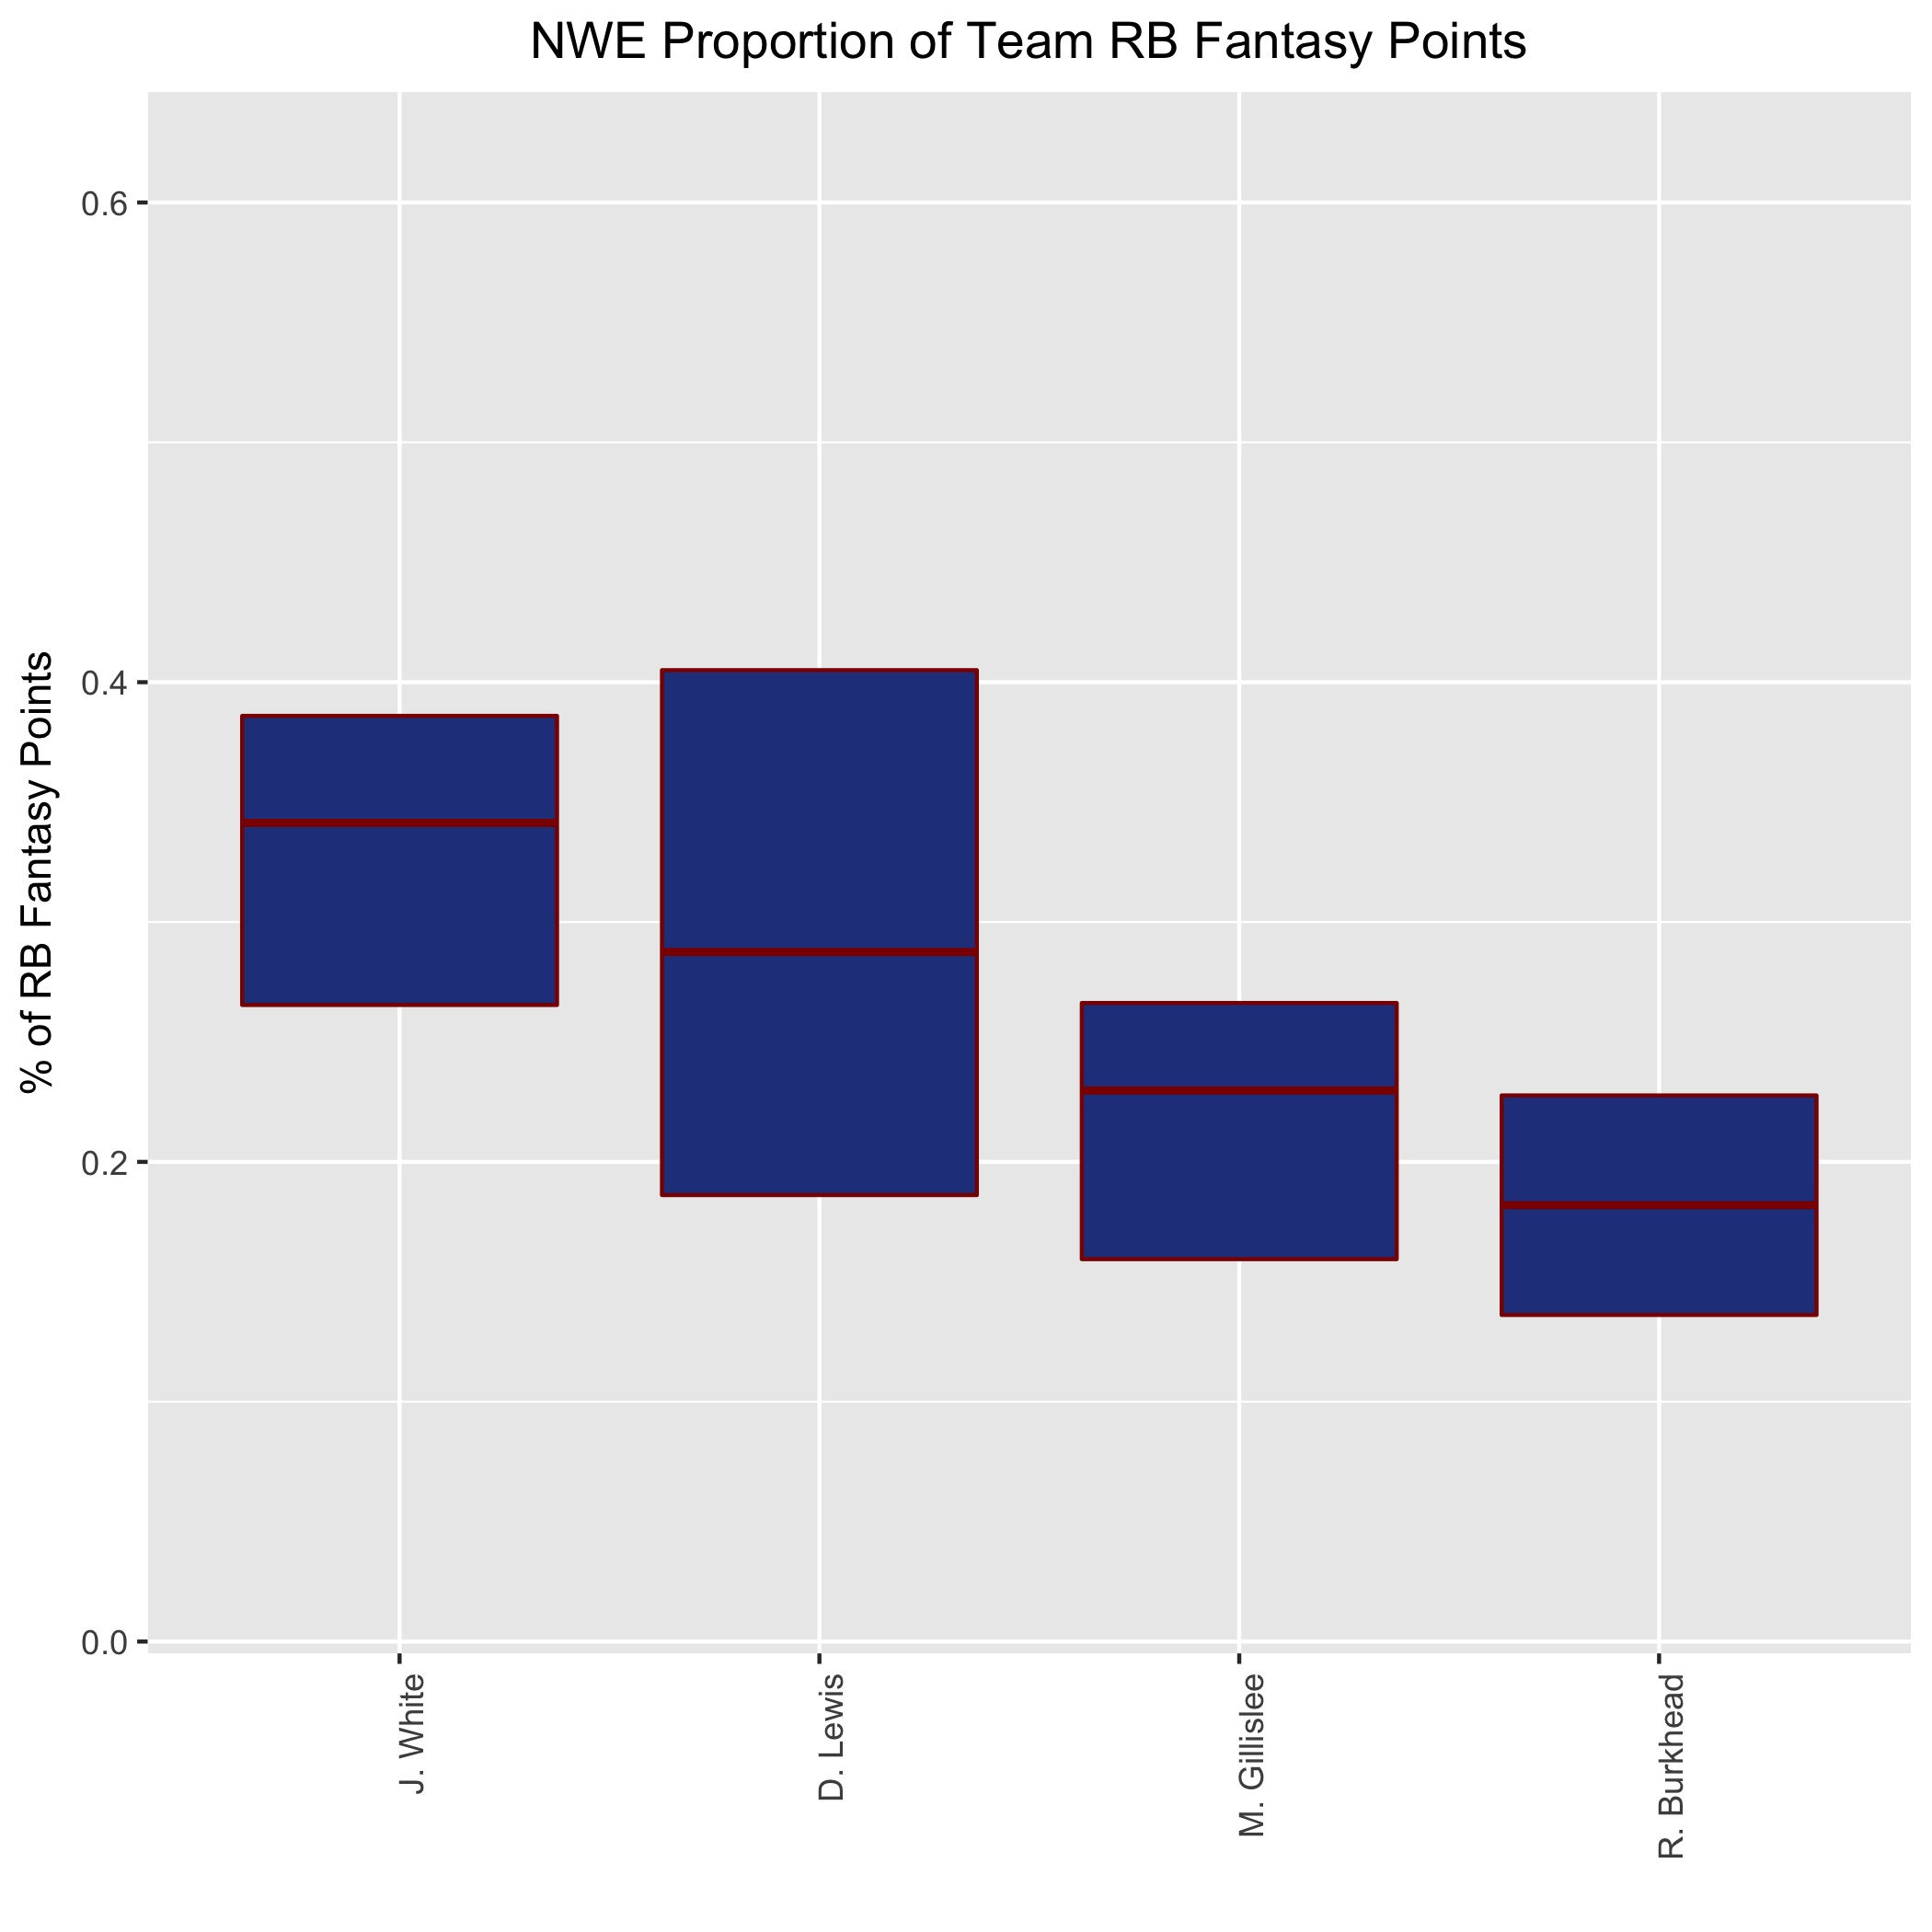 NWE Proportion of Team RB Fantasy Points
% of RB Fantasy Points
0.6
0.4
0.2
0.0
J. White
D. Lewis
M. Gillislee
R. Burkhead